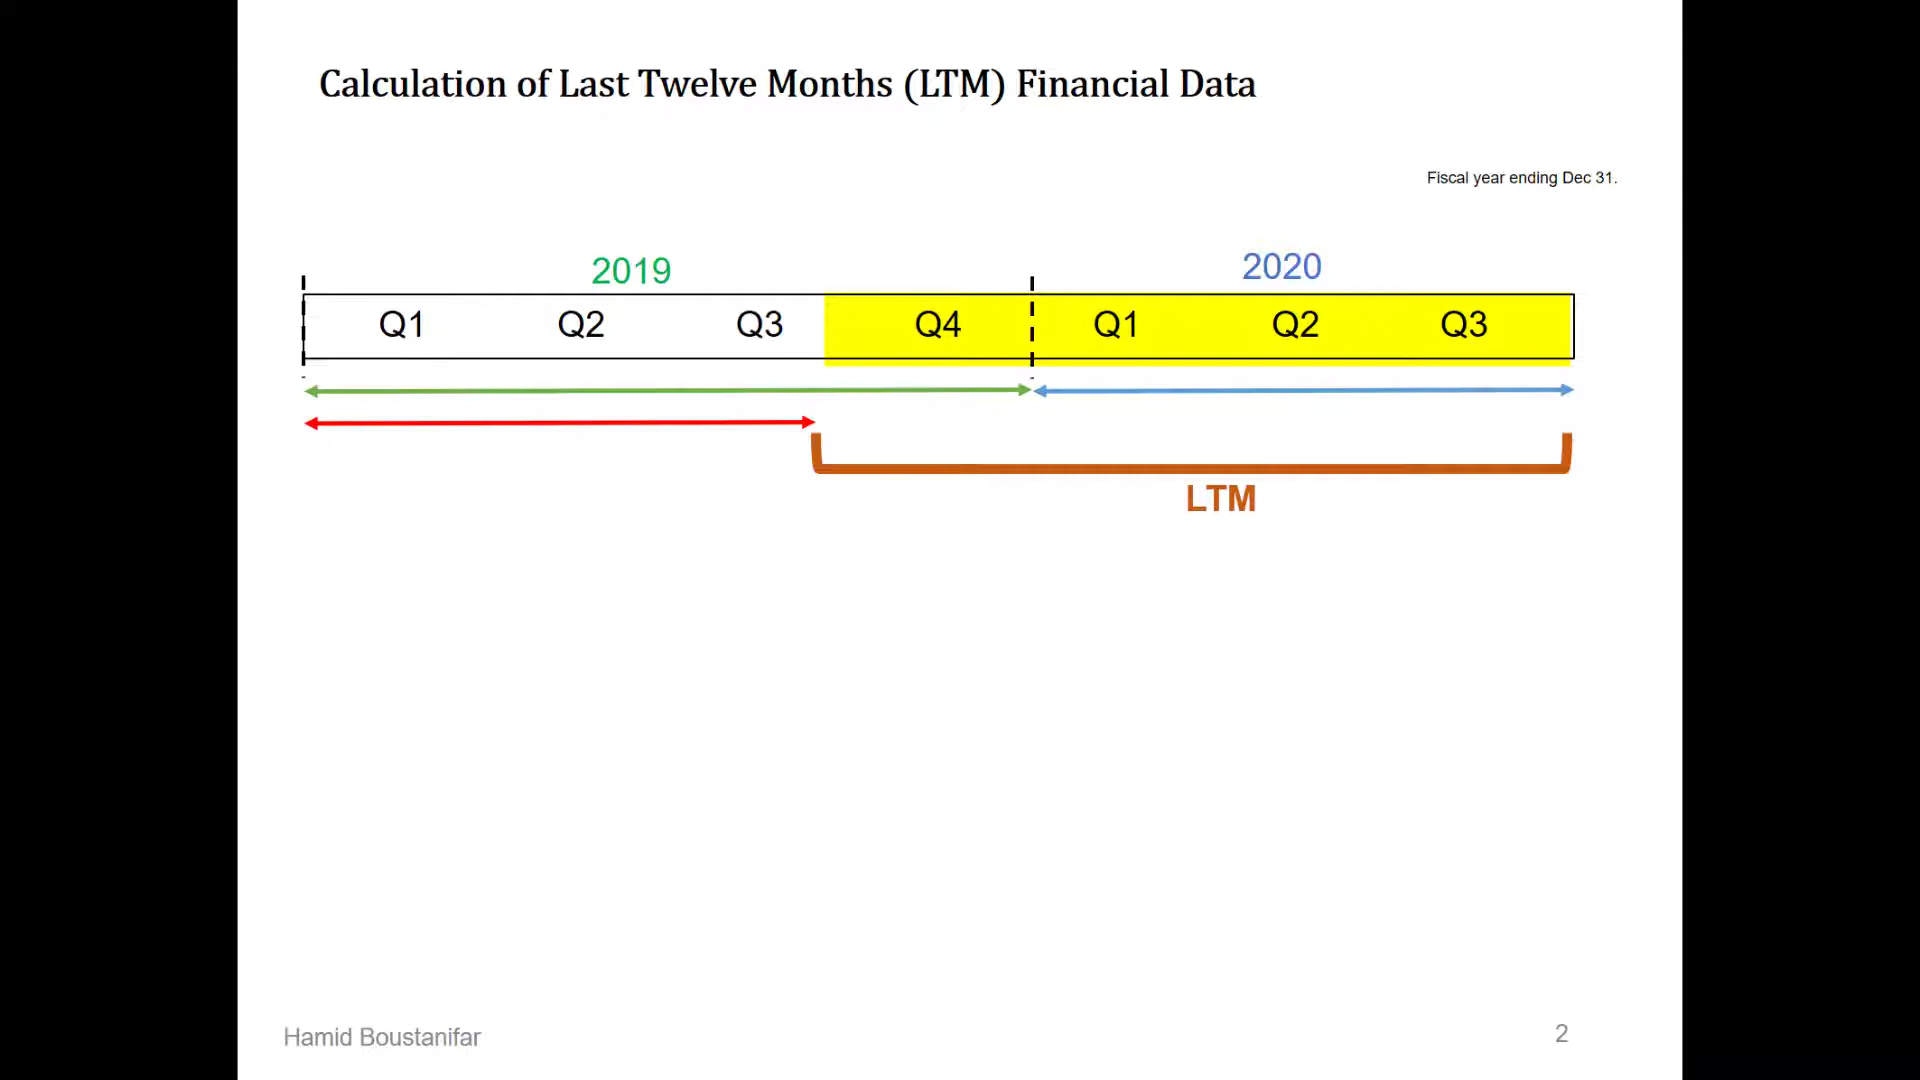 Calculation of Last Twelve Months (LTM) Financial Data
Fiscal year ending Dec 31.
2019 2020
Q1 Q2 Q3 Q4 Q1 Q2 Q3
LTM
Hamid Boustanifar 2